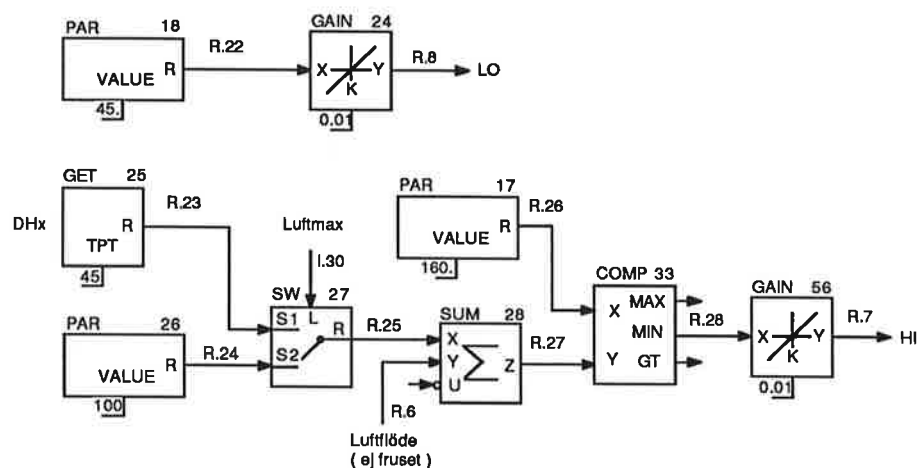 PAR 18
R.22
VALUE R
45.
GAIN 24
X Y
K
0.01
R.8
LO
GET 25
DHx
R
TPT
45
R.23
Luftmax
I.30
PAR 17
VALUE R
160.
R.26
PAR 26
VALUE R
100
R.24
SW 27
S1 L
R
S2
R.25
SUM 28
X
Y
Z
U
R.6
Luftflöde
( ej fruset )
R.27
COMP 33
MAX
X
MIN
Y
GT
R.28
GAIN 56
X Y
K
0.01
R.7
HI